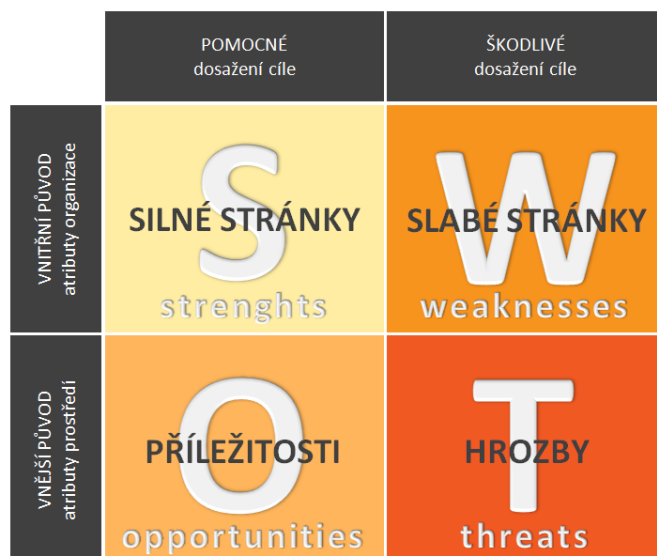 POMOCNÉ
dosažení cíle
ŠKODLIVÉ
dosažení cíle
VNITŘNÍ PŮVOD
atributy organizace
S
SILNÉ STRÁNKY
strenghts
W
SLABÉ STRÁNKY
weaknesses
VNĚJŠÍ PŮVOD
atributy prostředí
O
PŘÍLEŽITOSTI
opportunities
T
HROZBY
threats